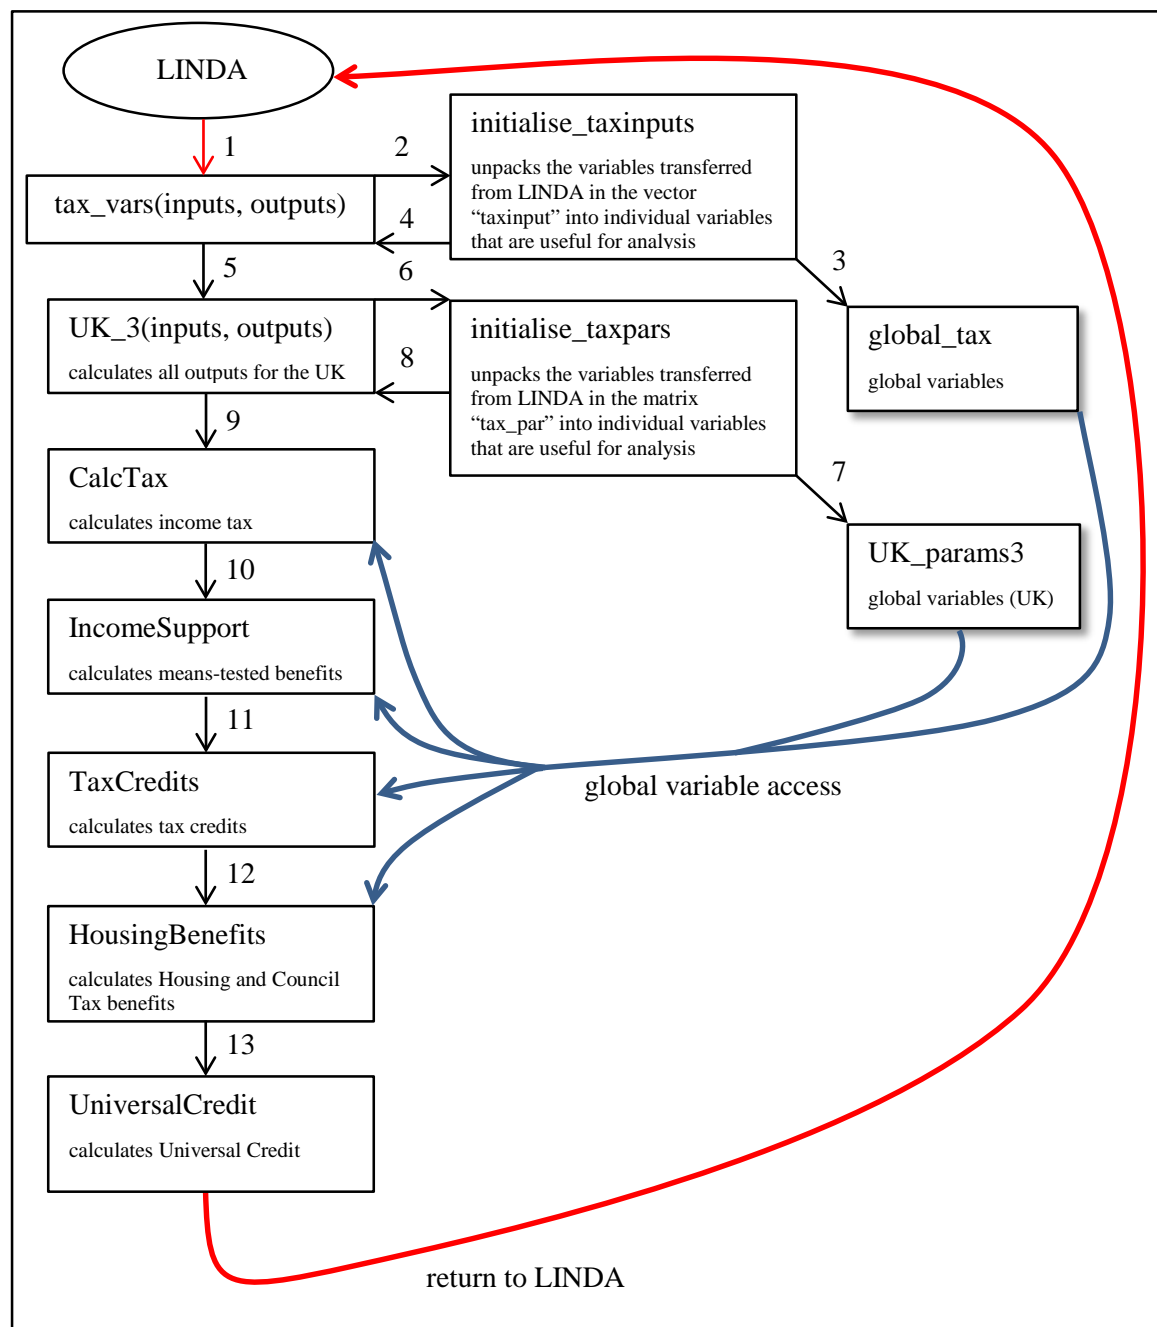 LINDA
1
2
initialise_taxinputs
unpacks the variables transferred
from LINDA in the vector
“taxinput” into individual variables
that are useful for analysis
tax_vars(inputs, outputs)
4
3
5
6
UK_3(inputs, outputs)
calculates all outputs for the UK
8
initialise_taxpars
unpacks the variables transferred
from LINDA in the matrix
“tax_par” into individual variables
that are useful for analysis
global_tax
global variables
9
7
CalcTax
calculates income tax
UK_params3
global variables (UK)
10
IncomeSupport
calculates means-tested benefits
11
TaxCredits
calculates tax credits
global variable access
12
HousingBenefits
calculates Housing and Council
Tax benefits
13
UniversalCredit
calculates Universal Credit
return to LINDA